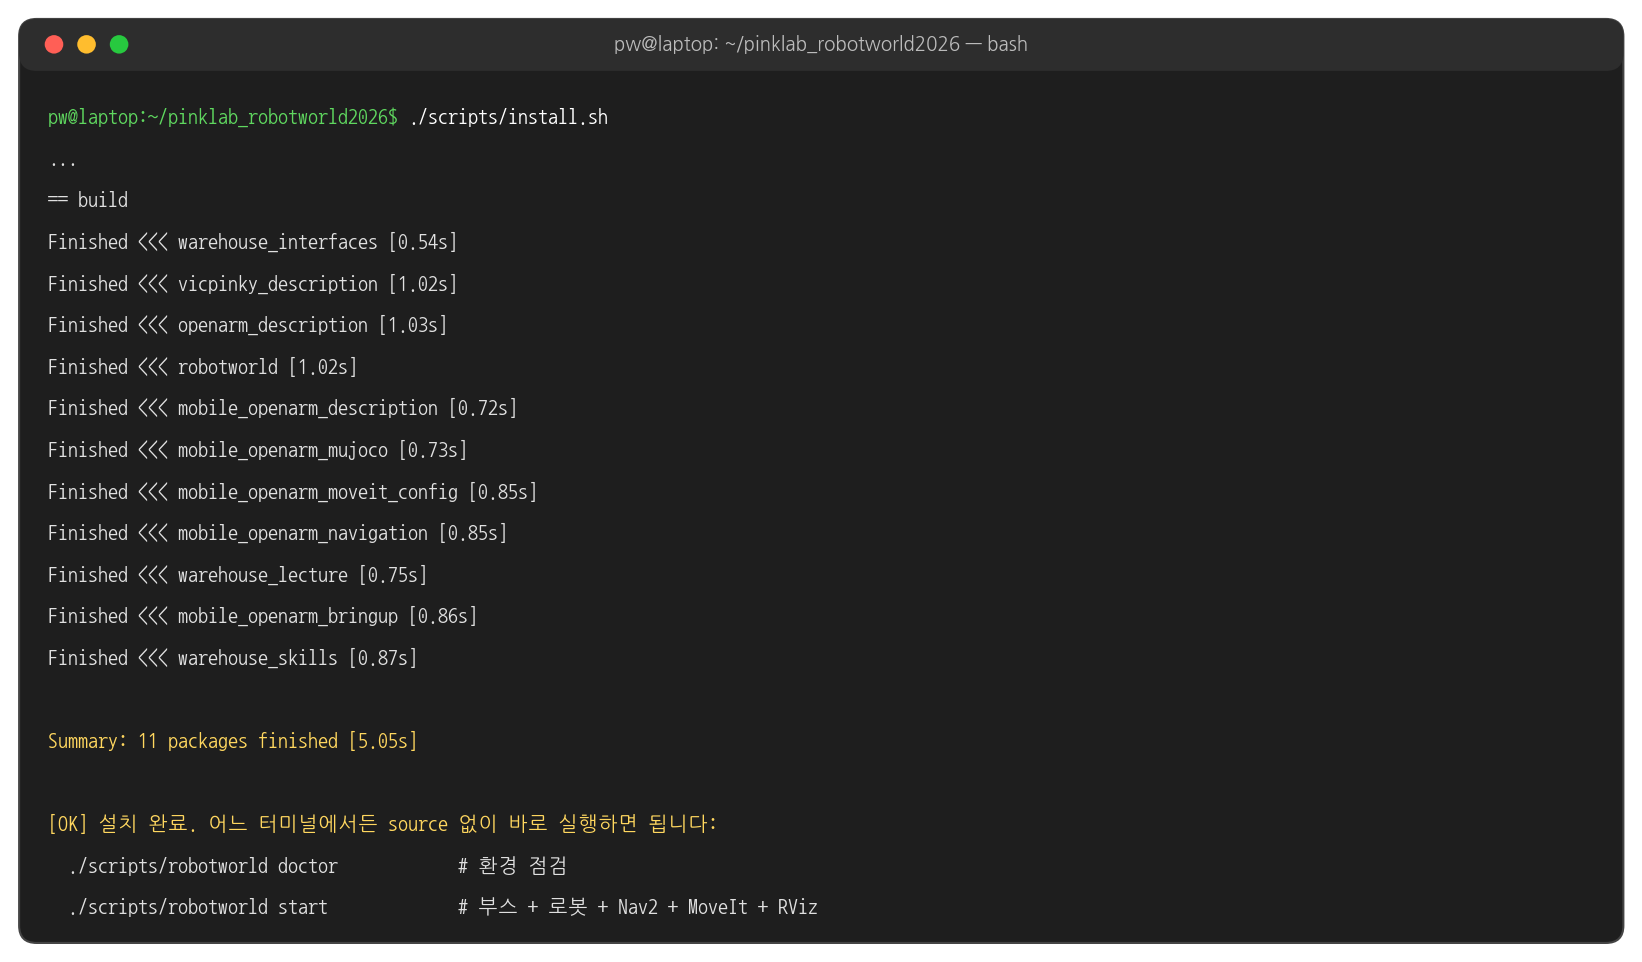 pw@laptop: ~/pinklab_robotworld2026 — bash
pw@laptop:~/pinklab_robotworld2026$ ./scripts/install.sh
...
== build
Finished <<< warehouse_interfaces [0.54s]
Finished <<< vicpinky_description [1.02s]
Finished <<< openarm_description [1.03s]
Finished <<< robotworld [1.02s]
Finished <<< mobile_openarm_description [0.72s]
Finished <<< mobile_openarm_mujoco [0.73s]
Finished <<< mobile_openarm_moveit_config [0.85s]
Finished <<< mobile_openarm_navigation [0.85s]
Finished <<< warehouse_lecture [0.75s]
Finished <<< mobile_openarm_bringup [0.86s]
Finished <<< warehouse_skills [0.87s]
Summary: 11 packages finished [5.05s]
[OK] 설치 완료. 어느 터미널에서든 source 없이 바로 실행하면 됩니다:
  ./scripts/robotworld doctor            # 환경 점검
  ./scripts/robotworld start             # 부스 + 로봇 + Nav2 + MoveIt + RViz